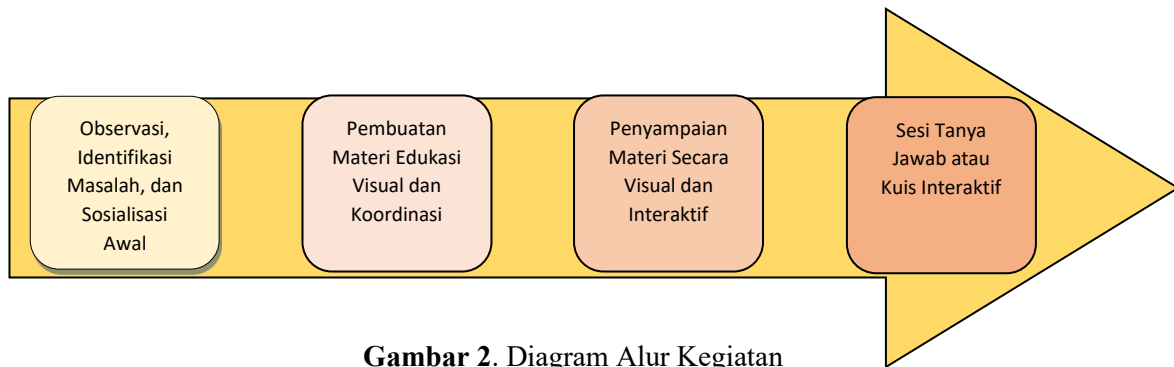 Observasi,
Identifikasi
Masalah, dan
Sosialisasi
Awal
Pembuatan
Materi Edukasi
Visual dan
Koordinasi
Penyampaian
Materi Secara
Visual dan
Interaktif
Sesi Tanya
Jawab atau
Kuis Interaktif
Gambar 2. Diagram Alur Kegiatan